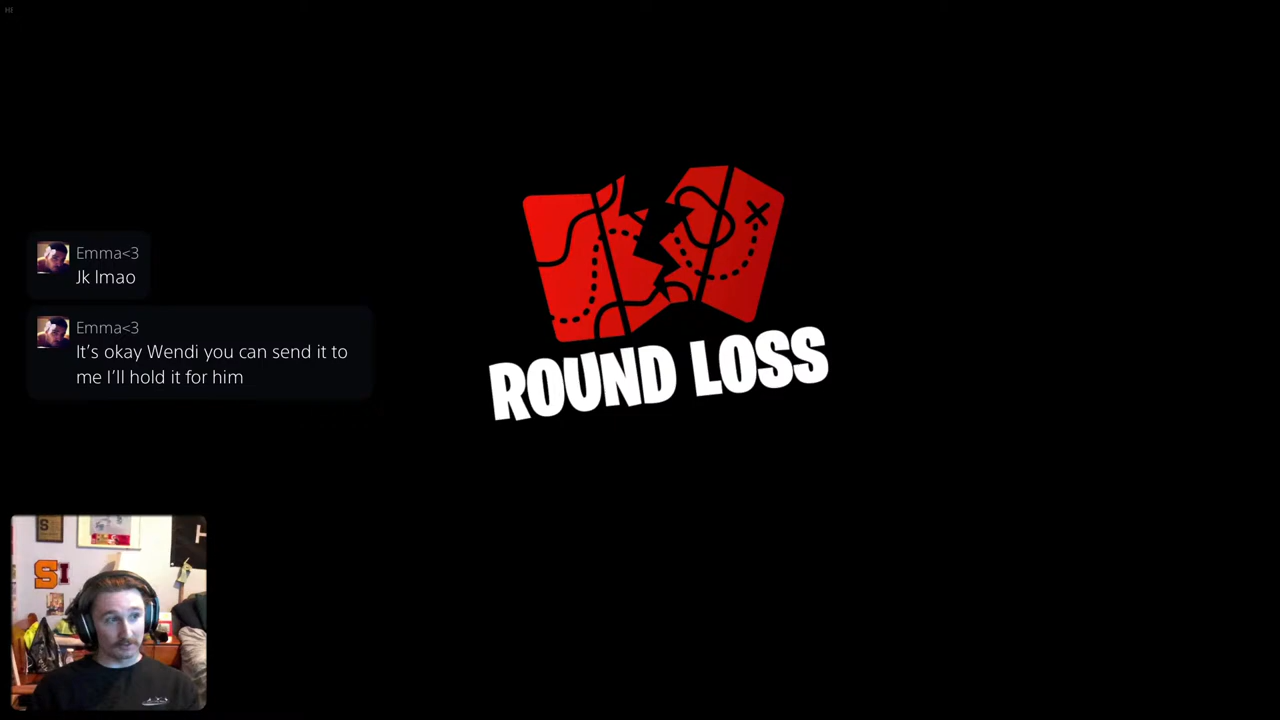 Emma<3
Jk lmao
Emma<3
It's okay Wendi you can send it to
me I'll hold it for him
ROUND LOSS
S
SI
H